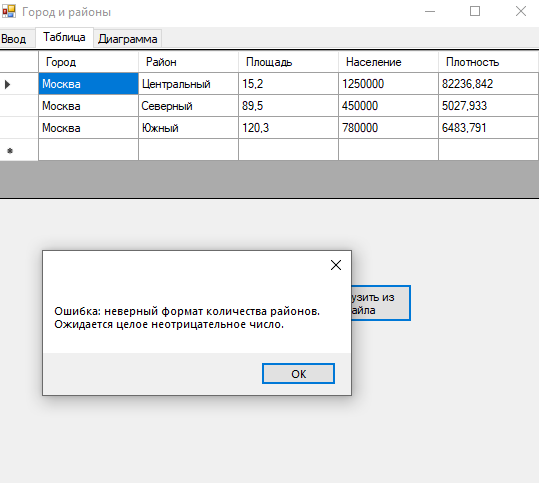 Город и районы
Ввод Таблица Диаграмма
Город Район Площадь Население Плотность
Москва Центральный 15,2 1250000 82236,842
Москва Северный 89,5 450000 5027,933
Москва Южный 120,3 780000 6483,791
Ошибка: неверный формат количества районов.
Ожидается целое неотрицательное число.
OK
узить из
айла